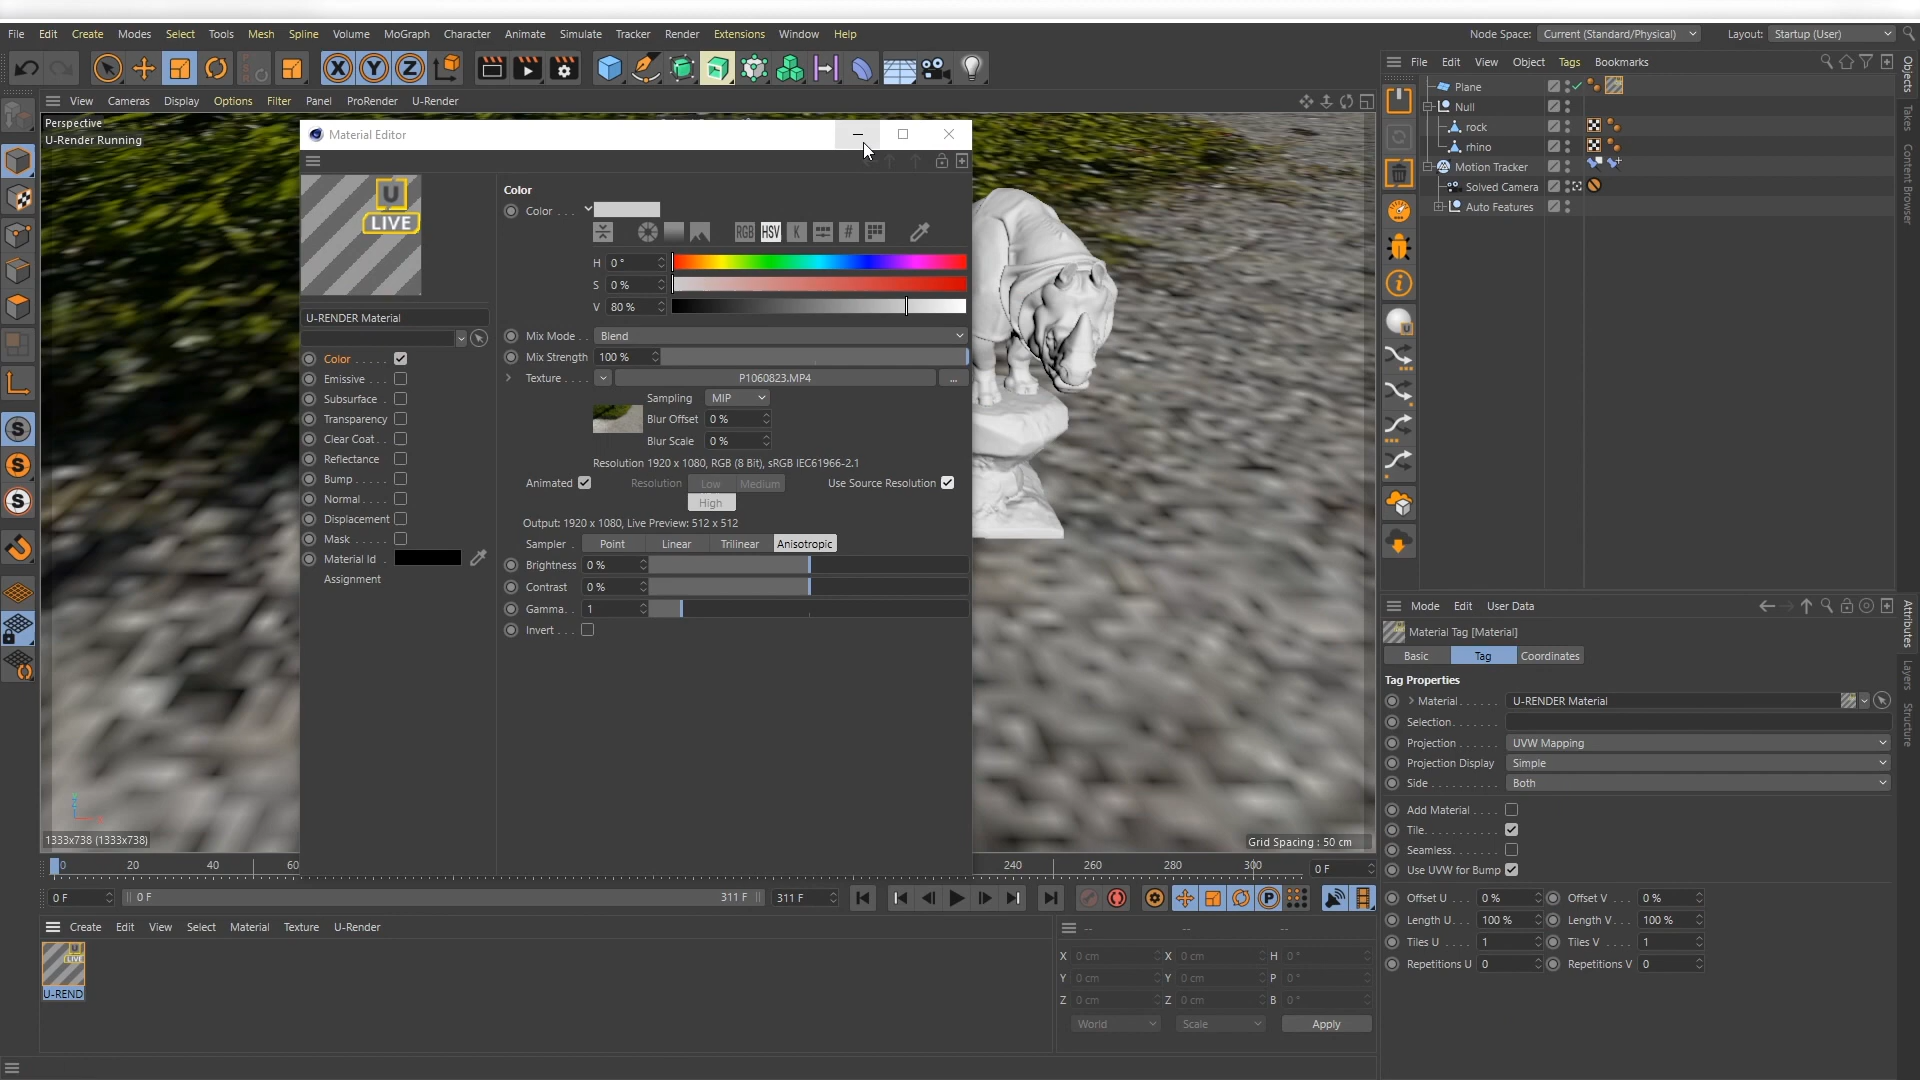 File Edit Create Modes Select Tools Mesh Spline Volume MoGraph Character Animate Simulate Tracker Render Extensions Window Help
Node Space: Current (Standard/Physical) Layout: Startup (User)
X Y Z
File Edit View Object Tags Bookmarks
View Cameras Display Options Filter Panel ProRender U-Render
Perspective
U-Render Running
Material Editor
U
LIVE
U-RENDER Material
Color
Emissive
Subsurface
Transparency
Clear Coat
Reflectance
Bump
Normal
Displacement
Mask
Material Id
Assignment
Color
Color
RGB HSV K #
H 0 °
S 0 %
V 80 %
Mix Mode Blend
Mix Strength 100 %
Texture P1060823.MP4 ...
Sampling MIP
Blur Offset 0 %
Blur Scale 0 %
Resolution 1920 x 1080, RGB (8 Bit), sRGB IEC61966-2.1
Animated Resolution Low Medium High Use Source Resolution
Output: 1920 x 1080, Live Preview: 512 x 512
Sampler Point Linear Trilinear Anisotropic
Brightness 0 %
Contrast 0 %
Gamma 1
Invert
1333x738 (1333x738)
Grid Spacing : 50 cm
Plane
Null
rock
rhino
Motion Tracker
Solved Camera
Auto Features
Objects
Takes
Content Browser
Attributes
Layers
Structure
Mode Edit User Data
Material Tag [Material]
Basic Tag Coordinates
Tag Properties
Material U-RENDER Material
Selection
Projection UVW Mapping
Projection Display Simple
Side Both
Add Material
Tile
Seamless
Use UVW for Bump
Offset U 0 % Offset V 0 %
Length U 100 % Length V 100 %
Tiles U 1 Tiles V 1
Repetitions U 0 Repetitions V 0
0 20 40 60 240 260 280 300 0 F
0 F 0 F 311 F 311 F
P
Create Edit View Select Material Texture U-Render
U
LIVE
U-REND
-- -- --
X 0 cm X 0 cm H 0 °
Y 0 cm Y 0 cm P 0 °
Z 0 cm Z 0 cm B 0 °
World Scale Apply